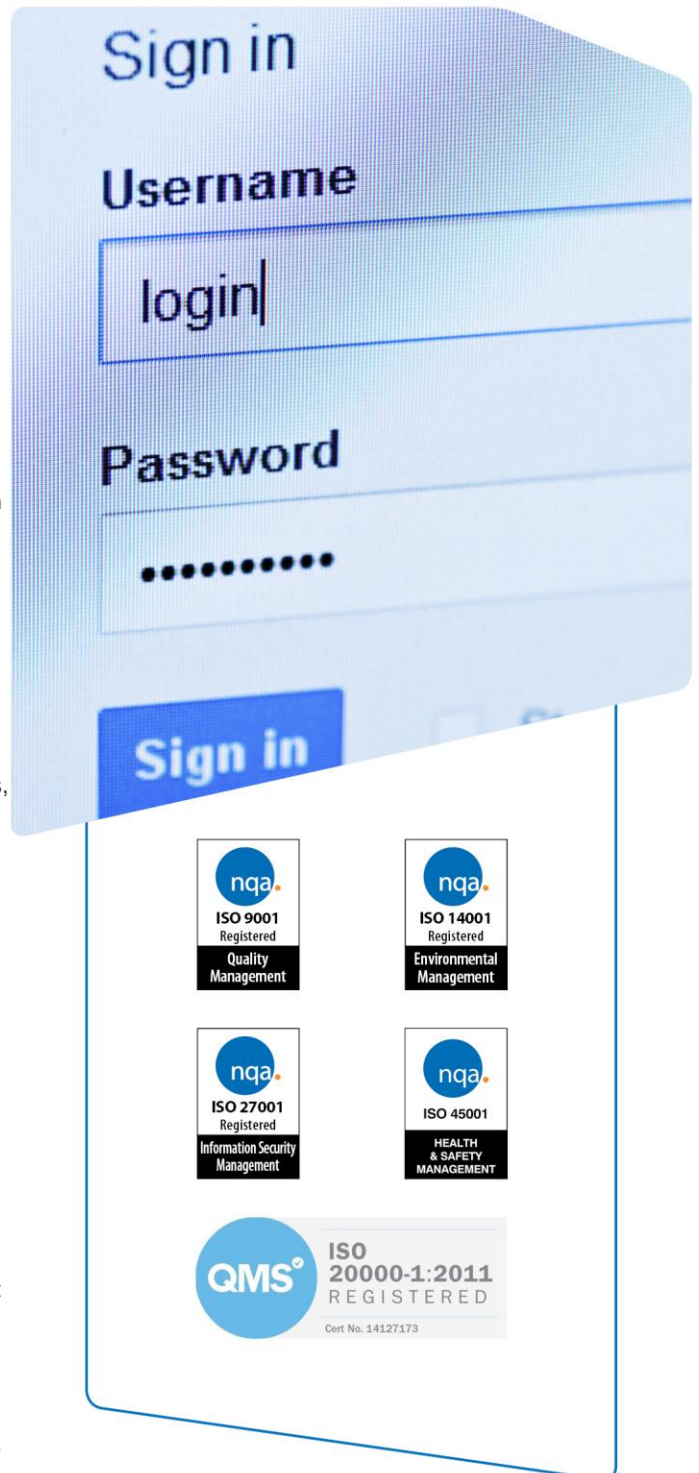 Sign in
Username
login
Password
••••••••••
Sign in
nqa.
ISO 9001
Registered
Quality
Management
nqa.
ISO 14001
Registered
Environmental
Management
nqa.
ISO 27001
Registered
Information Security
Management
nqa.
ISO 45001
HEALTH
& SAFETY
MANAGEMENT
QMS
ISO
20000-1:2011
REGISTERED
Cert No. 14127173